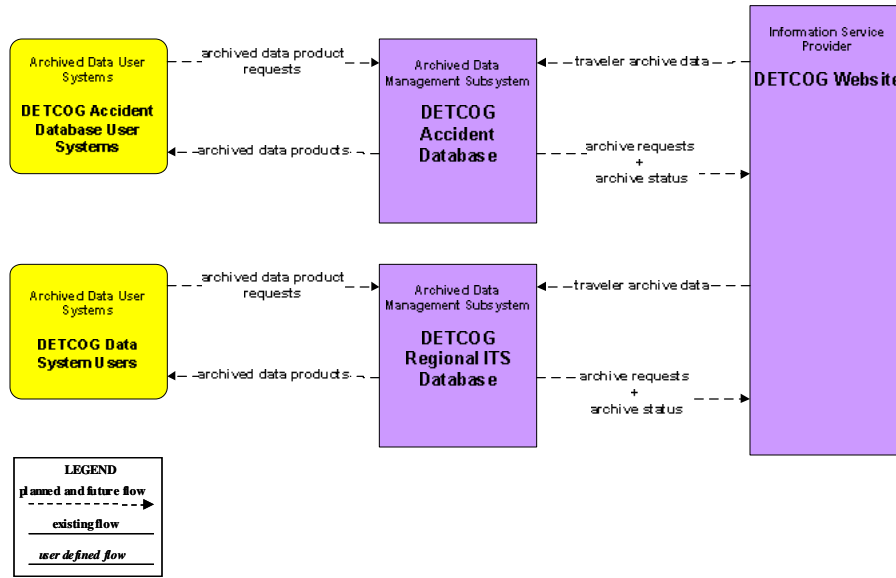 Archived Data User
Systems
DETCOG Accident
Database User
Systems
archived data product
requests
archived data products
Archived Data
Management Subsystem
DETCOG
Accident
Database
traveler archive data
archive requests
+
archive status
Information Service
Provider
DETCOG Website
Archived Data User
Systems
DETCOG Data
System Users
archived data product
requests
archived data products
Archived Data
Management Subsystem
DETCOG
Regional ITS
Database
traveler archive data
archive requests
+
archive status
LEGEND
planned and future flow
existing flow
user defined flow